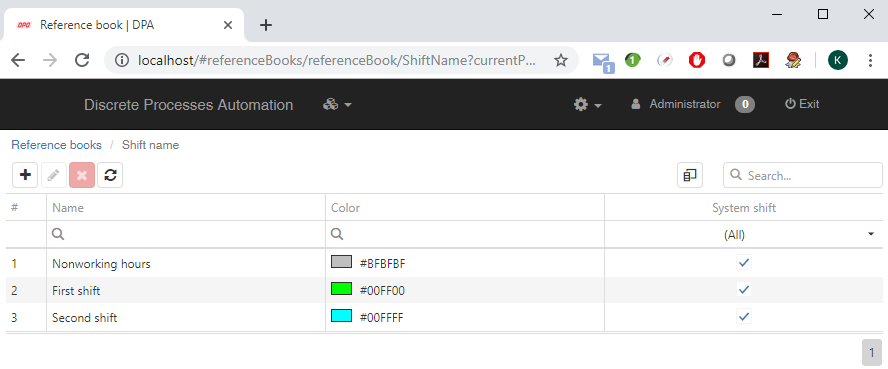 DPA Reference book | DPA
localhost/#referenceBooks/referenceBook/ShiftName?currentP... 1 1 K
Discrete Processes Automation Administrator 0 Exit
Reference books / Shift name
Search...
# Name Color System shift
(All)
1 Nonworking hours #BFBFBF
2 First shift #00FF00
3 Second shift #00FFFF
1